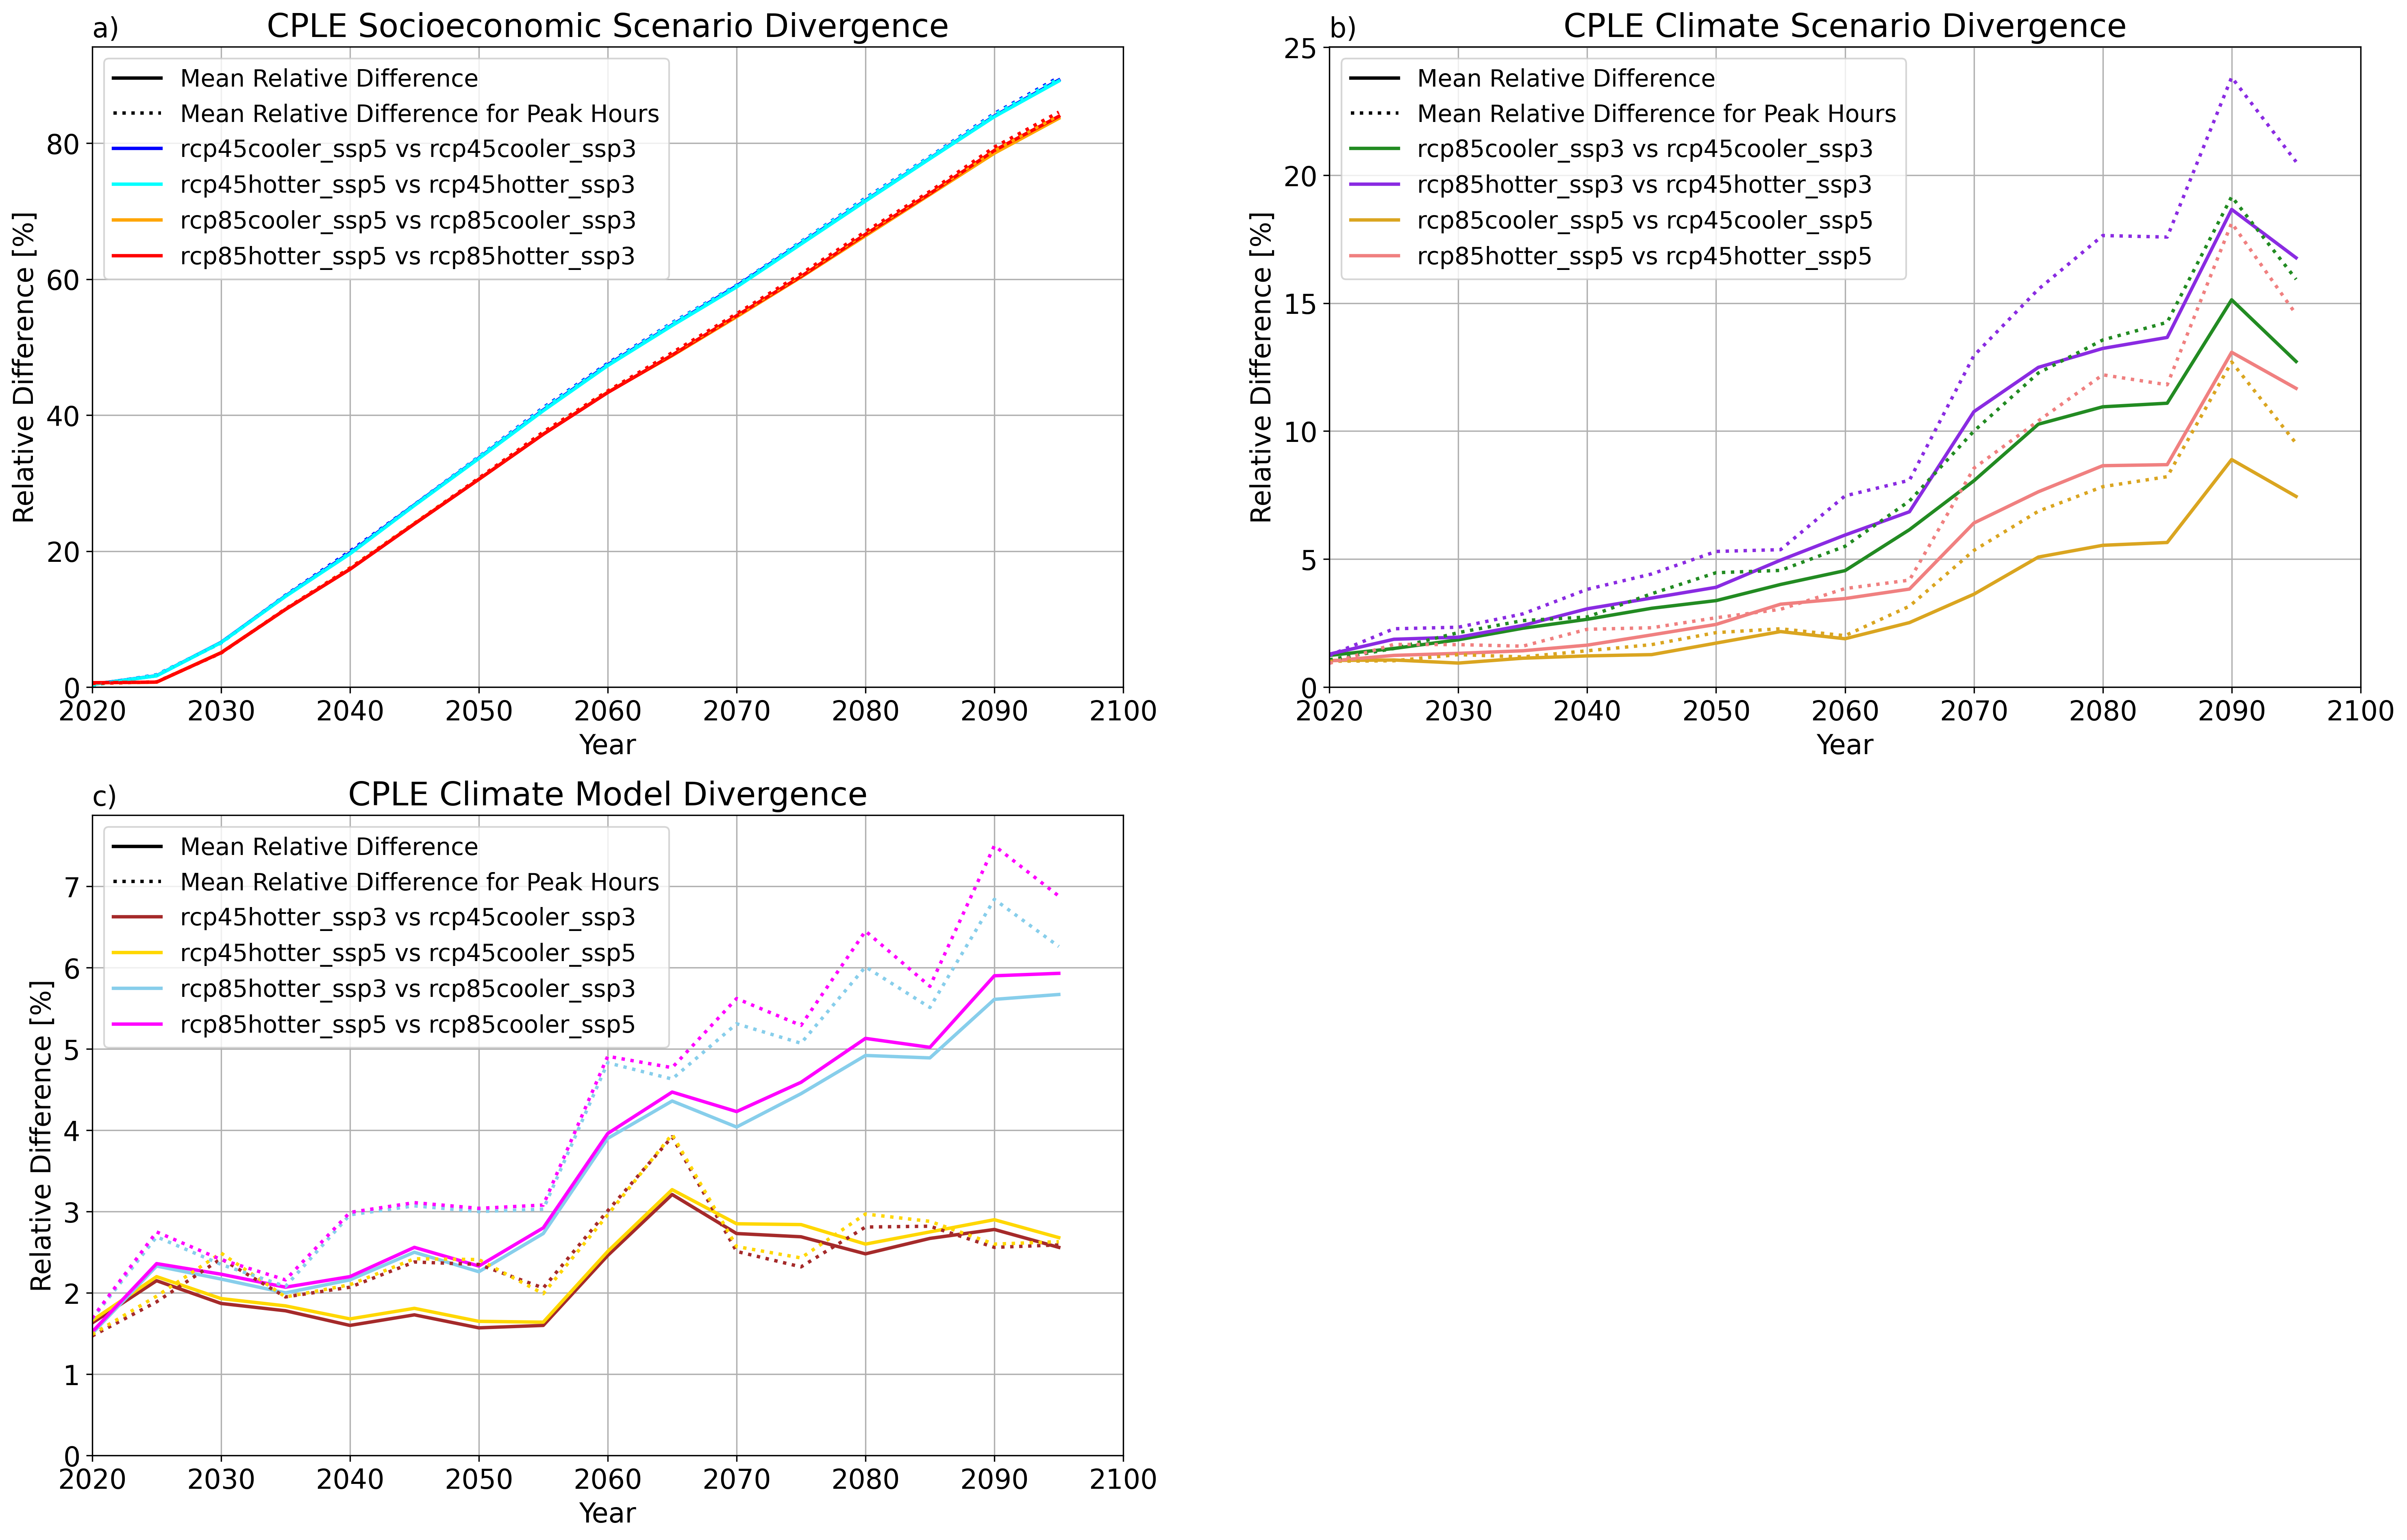 a)
CPLE Socioeconomic Scenario Divergence
Mean Relative Difference
Mean Relative Difference for Peak Hours
rcp45cooler_ssp5 vs rcp45cooler_ssp3
rcp45hotter_ssp5 vs rcp45hotter_ssp3
rcp85cooler_ssp5 vs rcp85cooler_ssp3
rcp85hotter_ssp5 vs rcp85hotter_ssp3
Relative Difference [%]
80
60
40
20
0
2020 2030 2040 2050 2060 2070 2080 2090 2100
Year
b)
CPLE Climate Scenario Divergence
Mean Relative Difference
Mean Relative Difference for Peak Hours
rcp85cooler_ssp3 vs rcp45cooler_ssp3
rcp85hotter_ssp3 vs rcp45hotter_ssp3
rcp85cooler_ssp5 vs rcp45cooler_ssp5
rcp85hotter_ssp5 vs rcp45hotter_ssp5
Relative Difference [%]
25
20
15
10
5
0
2020 2030 2040 2050 2060 2070 2080 2090 2100
Year
c)
CPLE Climate Model Divergence
Mean Relative Difference
Mean Relative Difference for Peak Hours
rcp45hotter_ssp3 vs rcp45cooler_ssp3
rcp45hotter_ssp5 vs rcp45cooler_ssp5
rcp85hotter_ssp3 vs rcp85cooler_ssp3
rcp85hotter_ssp5 vs rcp85cooler_ssp5
Relative Difference [%]
7
6
5
4
3
2
1
0
2020 2030 2040 2050 2060 2070 2080 2090 2100
Year